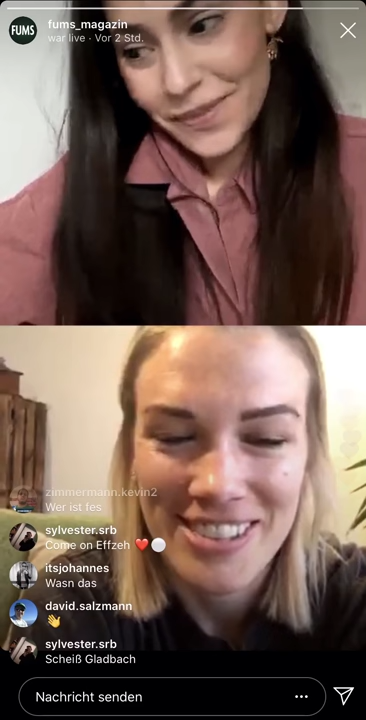 FUMS
fums_magazin
war live · Vor 2 Std.
zimmermann.kevin2
Wer ist fes
sylvester.srb
Come on Effzeh ❤️⚪
itsjohannes
Wasn das
david.salzmann
👋
sylvester.srb
Scheiß Gladbach
Nachricht senden